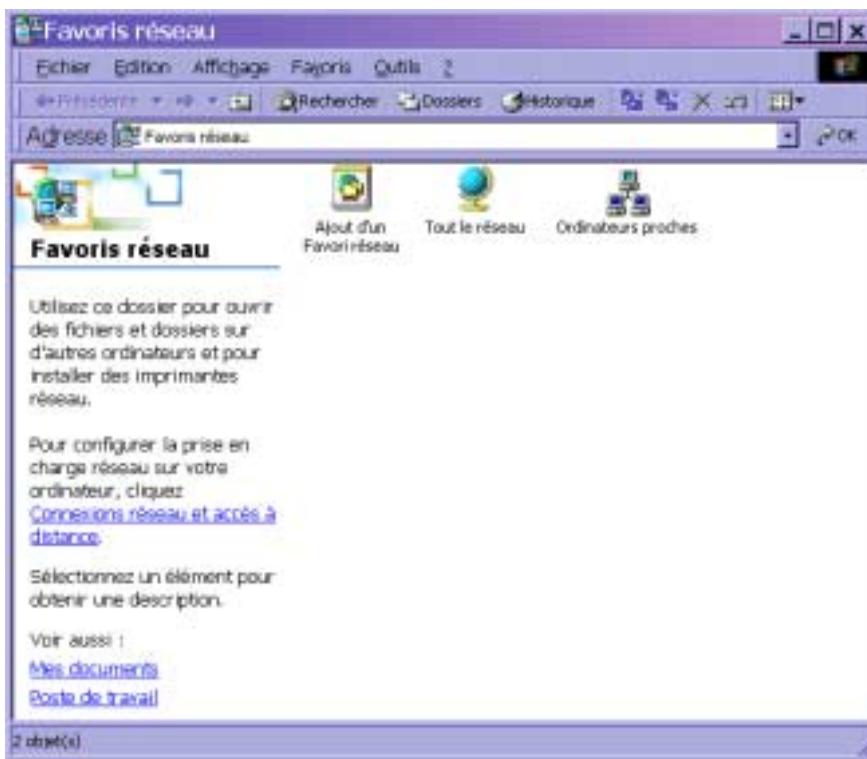 Favoris réseau
Fichier Edition Affichage Favoris Outils ?
Précédente Rechercher Dossiers Historique
Adresse Favoris réseau OK
Favoris réseau
Utilisez ce dossier pour ouvrir
des fichiers et dossiers sur
d'autres ordinateurs et pour
installer des imprimantes
réseau.
Pour configurer la prise en
charge réseau sur votre
ordinateur, cliquez
Connexions réseau et accès à
distance.
Sélectionnez un élément pour
obtenir une description.
Voir aussi :
Mes documents
Poste de travail
Ajout d'un
Favori réseau
Tout le réseau
Ordinateurs proches
2 objet(s)